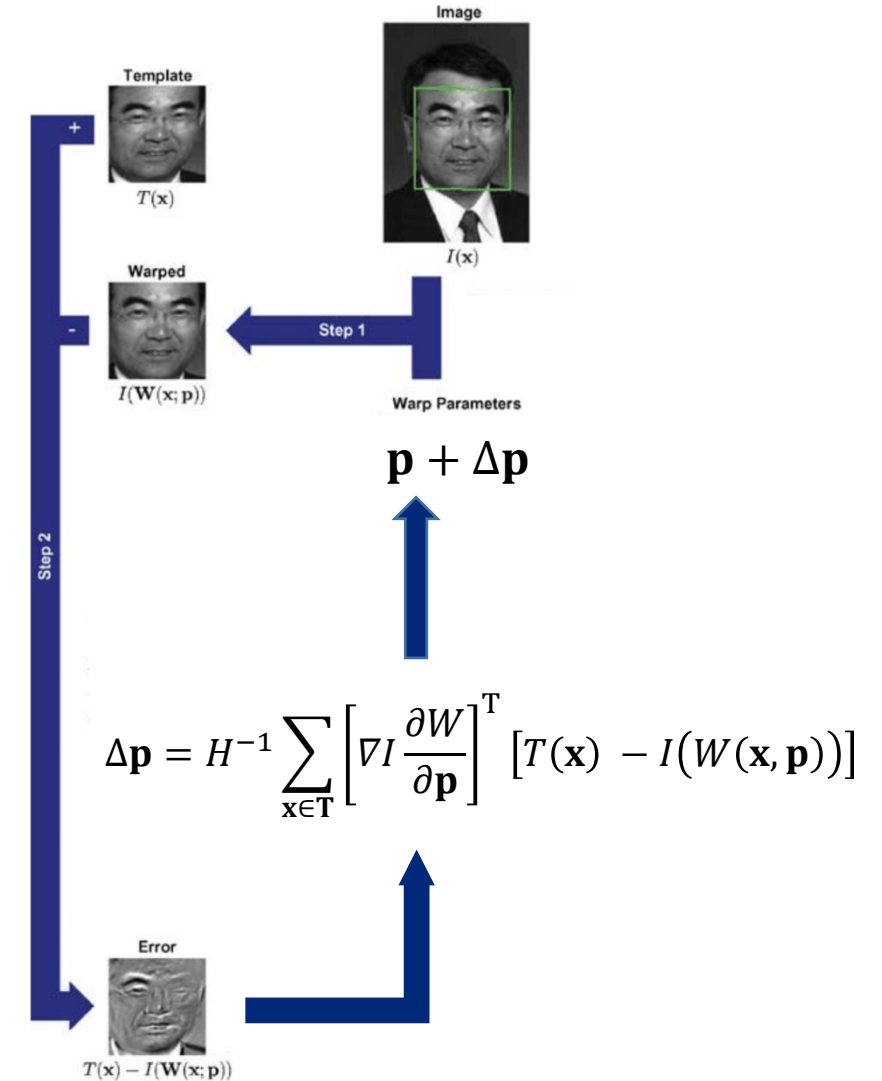 Image
Template
+
T(x)
I(x)
Warped
-
Step 1
I(W(x; p))
Warp Parameters
p + Δp
Step 2
Δp = H⁻¹ ∑ₓ∈T [∇I ∂W/∂p]ᵀ [T(x) − I(W(x, p))]
Error
T(x) − I(W(x; p))